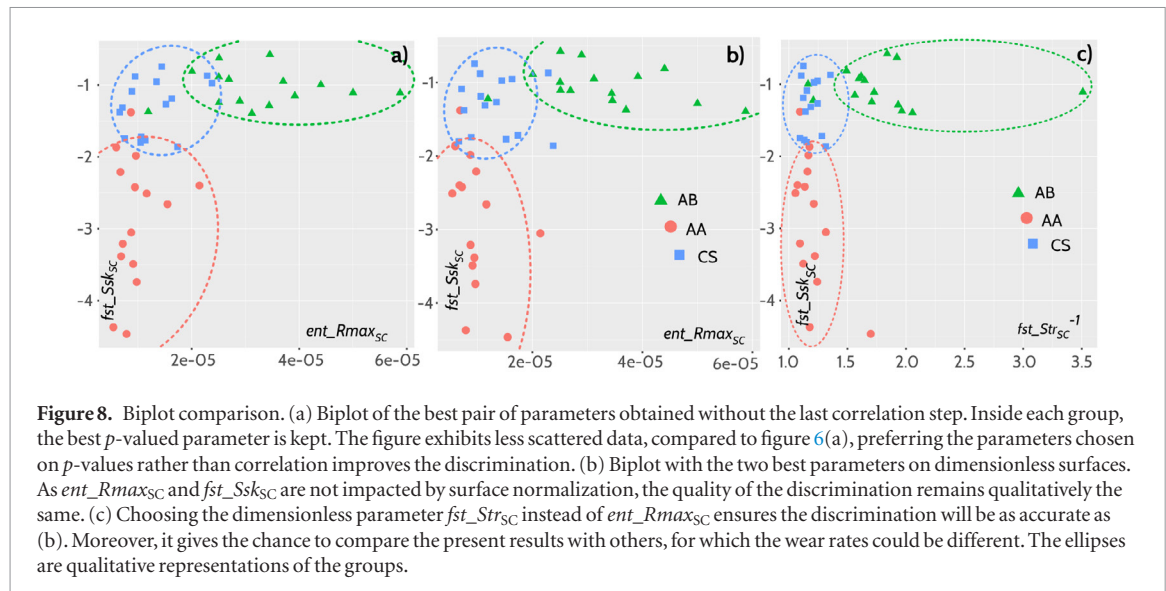 a)
-1
-2
-3
-4
fst_Ssk_SC
ent_Rmax_SC
2e-05 4e-05 6e-05
b)
-1
-2
-3
-4
AB
AA
CS
fst_Ssk_SC
ent_Rmax_SC
2e-05 6e-05
c)
-1
-2
-3
-4
AB
AA
CS
fst_Ssk_SC
fst_Str_SC^-1
1.0 1.5 2.0 2.5 3.0 3.5
Figure 8. Biplot comparison. (a) Biplot of the best pair of parameters obtained without the last correlation step. Inside each group,
the best p-valued parameter is kept. The figure exhibits less scattered data, compared to figure 6(a), preferring the parameters chosen
on p-values rather than correlation improves the discrimination. (b) Biplot with the two best parameters on dimensionless surfaces.
As ent_Rmax_SC and fst_Ssk_SC are not impacted by surface normalization, the quality of the discrimination remains qualitatively the
same. (c) Choosing the dimensionless parameter fst_Str_SC instead of ent_Rmax_SC ensures the discrimination will be as accurate as
(b). Moreover, it gives the chance to compare the present results with others, for which the wear rates could be different. The ellipses
are qualitative representations of the groups.